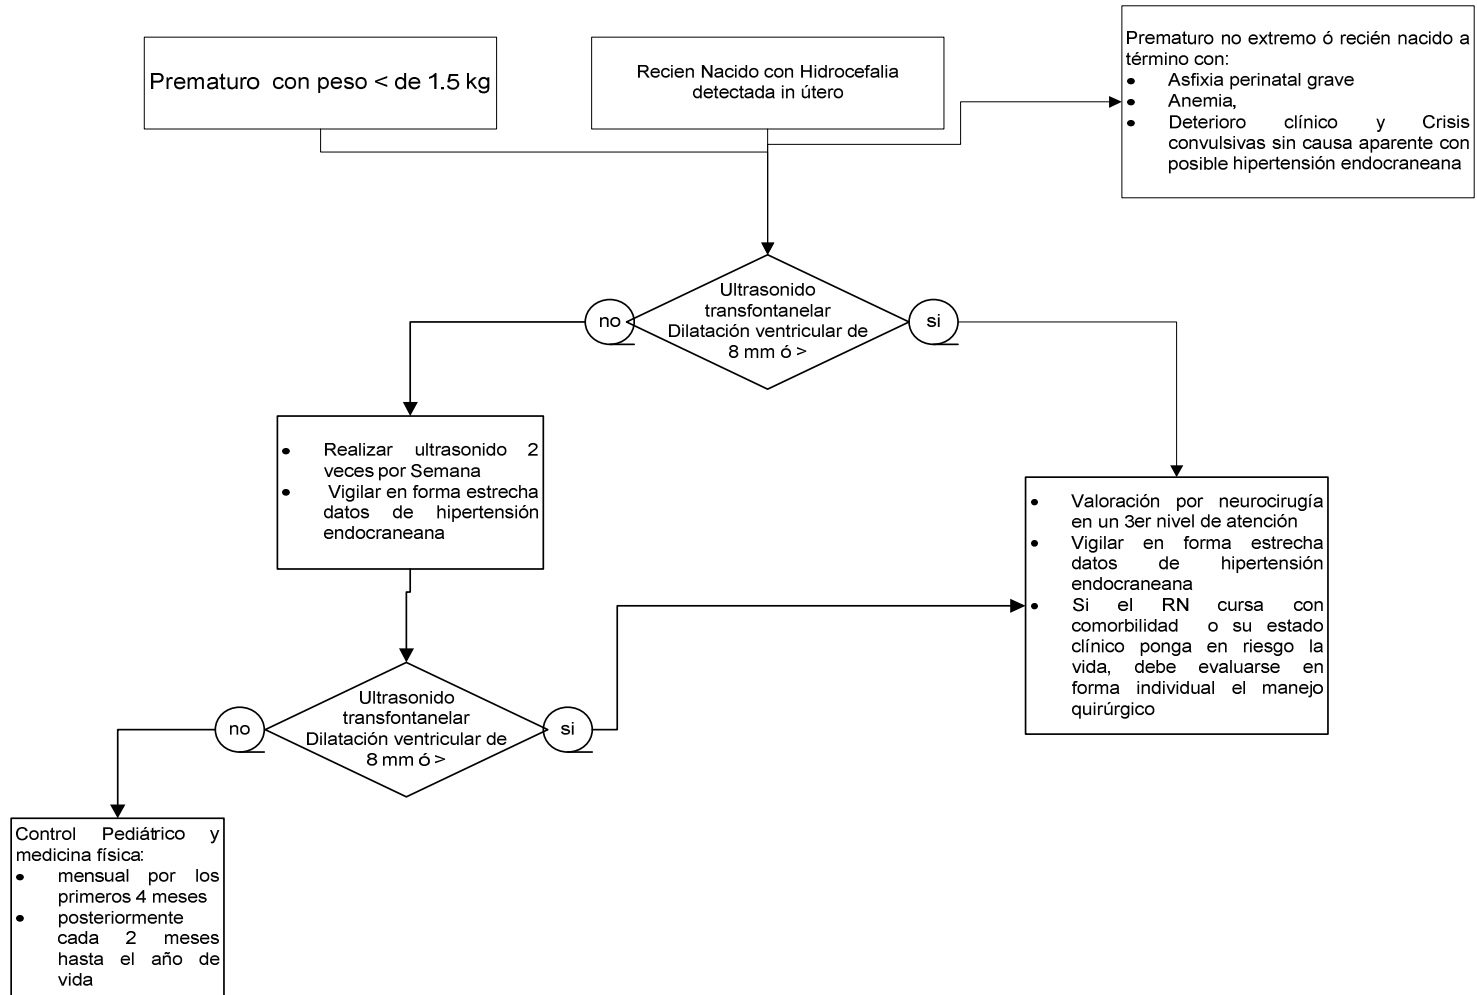 Prematuro con peso < de 1.5 kg
Recien Nacido con Hidrocefalia
detectada in útero
Prematuro no extremo ó recién nacido a
término con:
• Asfixia perinatal grave
• Anemia,
• Deterioro clínico y Crisis
convulsivas sin causa aparente con
posible hipertensión endocraneana
Ultrasonido
transfontanelar
Dilatación ventricular de
8 mm ó >
no
si
• Realizar ultrasonido 2
veces por Semana
• Vigilar en forma estrecha
datos de hipertensión
endocraneana
• Valoración por neurocirugía
en un 3er nivel de atención
• Vigilar en forma estrecha
datos de hipertensión
endocraneana
• Si el RN cursa con
comorbilidad o su estado
clínico ponga en riesgo la
vida, debe evaluarse en
forma individual el manejo
quirúrgico
Ultrasonido
transfontanelar
Dilatación ventricular de
8 mm ó >
no
si
Control Pediátrico y
medicina física:
• mensual por los
primeros 4 meses
• posteriormente
cada 2 meses
hasta el año de
vida